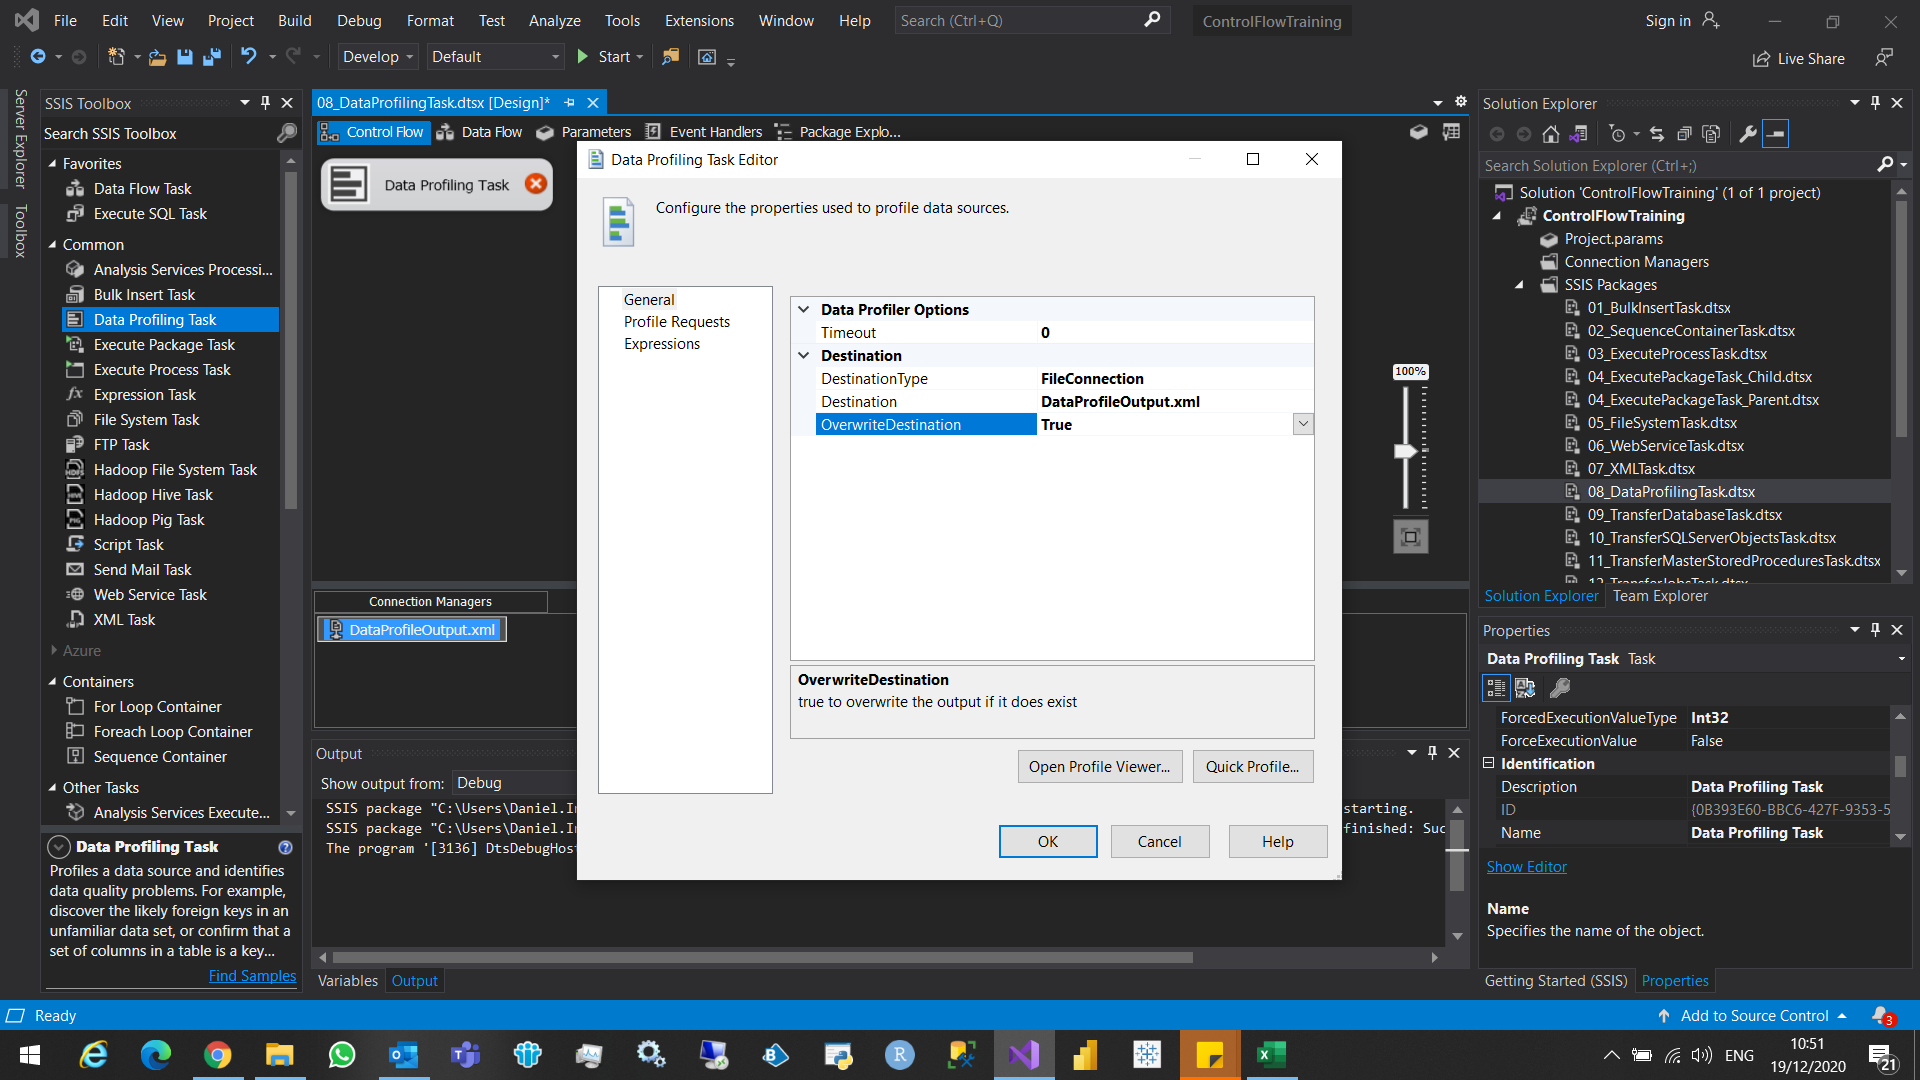 File Edit View Project Build Debug Format Test Analyze Tools Extensions Window Help Search (Ctrl+Q) ControlFlowTraining Sign in
Develop Default Start Live Share
Server Explorer
Toolbox
SSIS Toolbox
Search SSIS Toolbox
Favorites
Data Flow Task
Execute SQL Task
Common
Analysis Services Processi...
Bulk Insert Task
Data Profiling Task
Execute Package Task
Execute Process Task
Expression Task
File System Task
FTP Task
Hadoop File System Task
Hadoop Hive Task
Hadoop Pig Task
Script Task
Send Mail Task
Web Service Task
XML Task
Azure
Containers
For Loop Container
Foreach Loop Container
Sequence Container
Other Tasks
Analysis Services Execute...
Data Profiling Task
Profiles a data source and identifies
data quality problems. For example,
discover the likely foreign keys in an
unfamiliar data set, or confirm that a
set of columns in a table is a key...
Find Samples
08_DataProfilingTask.dtsx [Design]*
Control Flow Data Flow Parameters Event Handlers Package Explo...
Data Profiling Task
100%
Connection Managers
DataProfileOutput.xml
Output
Show output from: Debug
SSIS package "C:\Users\Daniel.I starting.
SSIS package "C:\Users\Daniel.I finished: Suc
The program '[3136] DtsDebugHos
Variables Output
Data Profiling Task Editor
Configure the properties used to profile data sources.
General
Profile Requests
Expressions
Data Profiler Options
Timeout 0
Destination
DestinationType FileConnection
Destination DataProfileOutput.xml
OverwriteDestination True
OverwriteDestination
true to overwrite the output if it does exist
Open Profile Viewer... Quick Profile...
OK Cancel Help
Solution Explorer
Search Solution Explorer (Ctrl+;)
Solution 'ControlFlowTraining' (1 of 1 project)
ControlFlowTraining
Project.params
Connection Managers
SSIS Packages
01_BulkInsertTask.dtsx
02_SequenceContainerTask.dtsx
03_ExecuteProcessTask.dtsx
04_ExecutePackageTask_Child.dtsx
04_ExecutePackageTask_Parent.dtsx
05_FileSystemTask.dtsx
06_WebServiceTask.dtsx
07_XMLTask.dtsx
08_DataProfilingTask.dtsx
09_TransferDatabaseTask.dtsx
10_TransferSQLServerObjectsTask.dtsx
11_TransferMasterStoredProceduresTask.dtsx
12_TransferJobsTask.dtsx
Solution Explorer Team Explorer
Properties
Data Profiling Task Task
ForcedExecutionValueType Int32
ForceExecutionValue False
Identification
Description Data Profiling Task
ID {0B393E60-BBC6-427F-9353-5
Name Data Profiling Task
Show Editor
Name
Specifies the name of the object.
Getting Started (SSIS) Properties
Ready Add to Source Control 3
ENG 10:51
19/12/2020 21